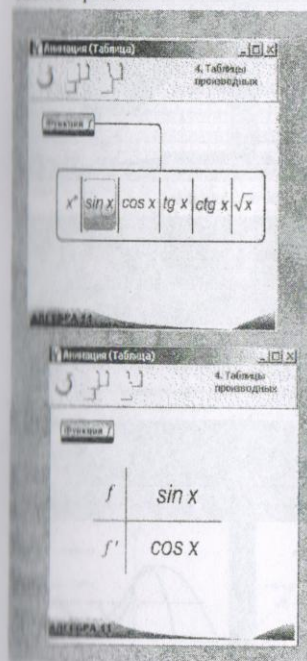 Анимация (Таблица)
4. Таблицы
производных
Функция f
xⁿ sin x cos x tg x ctg x √x
АЛГЕБРА 11
Анимация (Таблица)
4. Таблицы
производных
Функция f
f sin x
f' cos x
АЛГЕБРА 11